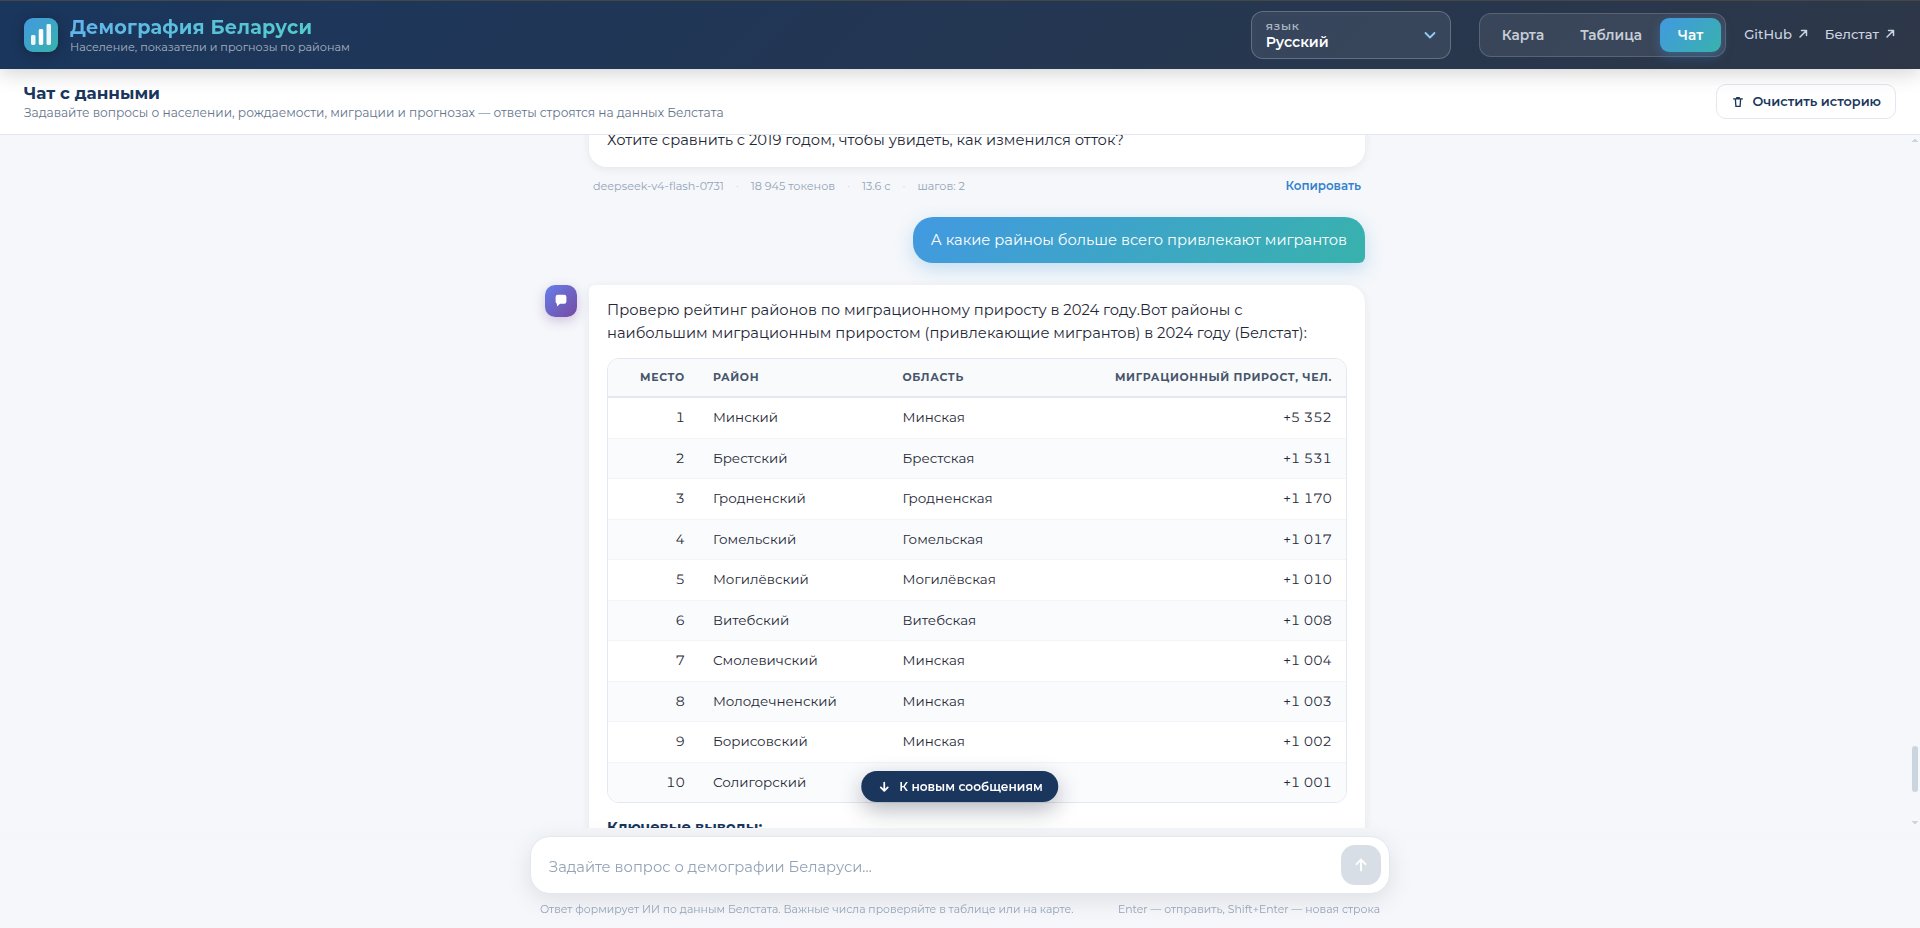 Демография Беларуси
Население, показатели и прогнозы по районам
ЯЗЫК
Русский
Карта
Таблица
Чат
GitHub ↗
Белстат ↗
Чат с данными
Задавайте вопросы о населении, рождаемости, миграции и прогнозах — ответы строятся на данных Белстата
Очистить историю
Хотите сравнить с 2019 годом, чтобы увидеть, как изменился отток?
deepseek-v4-flash-0731 · 18 945 токенов · 13.6 с · шагов: 2
Копировать
А какие райноы больше всего привлекают мигрантов
Проверю рейтинг районов по миграционному приросту в 2024 году.Вот районы с
наибольшим миграционным приростом (привлекающие мигрантов) в 2024 году (Белстат):
МЕСТО РАЙОН ОБЛАСТЬ МИГРАЦИОННЫЙ ПРИРОСТ, ЧЕЛ.
1 Минский Минская +5 352
2 Брестский Брестская +1 531
3 Гродненский Гродненская +1 170
4 Гомельский Гомельская +1 017
5 Могилёвский Могилёвская +1 010
6 Витебский Витебская +1 008
7 Смолевичский Минская +1 004
8 Молодечненский Минская +1 003
9 Борисовский Минская +1 002
10 Солигорский +1 001
↓ К новым сообщениям
Ключевые выводы:
Задайте вопрос о демографии Беларуси...
Ответ формирует ИИ по данным Белстата. Важные числа проверяйте в таблице или на карте.
Enter — отправить, Shift+Enter — новая строка